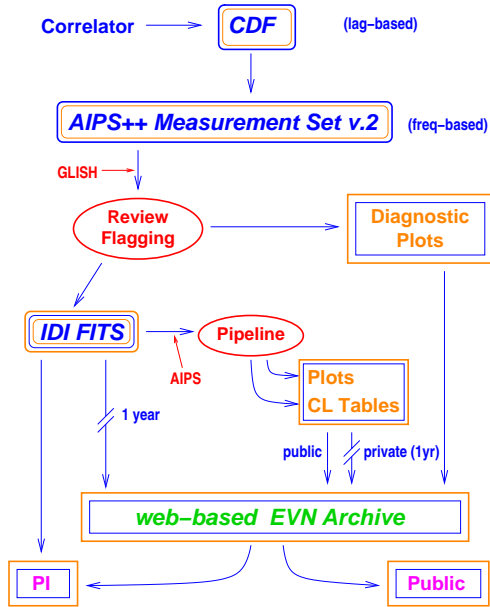 Correlator
CDF
(lag-based)
AIPS++ Measurement Set v.2
(freq-based)
GLISH
Review
Flagging
Diagnostic
Plots
IDI FITS
Pipeline
AIPS
Plots
CL Tables
1 year
public
private (1yr)
web-based EVN Archive
PI
Public